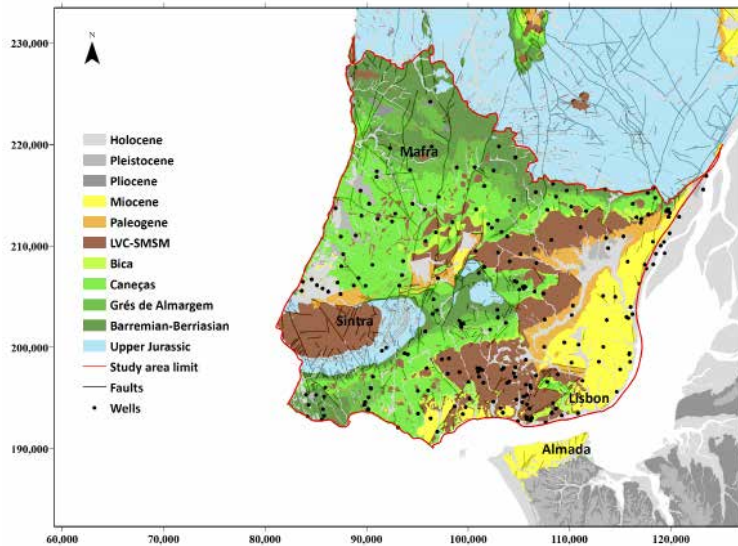 230,000
N
220,000
Mafra
Holocene
Pleistocene
Pliocene
Miocene
Paleogene
LVC-SMSM
Bica
Caneças
Grés de Almargem
Barremian-Berriasian
Upper Jurassic
Study area limit
Faults
Wells
210,000
Sintra
200,000
Lisbon
190,000
Almada
60,000 70,000 80,000 90,000 100,000 110,000 120,000